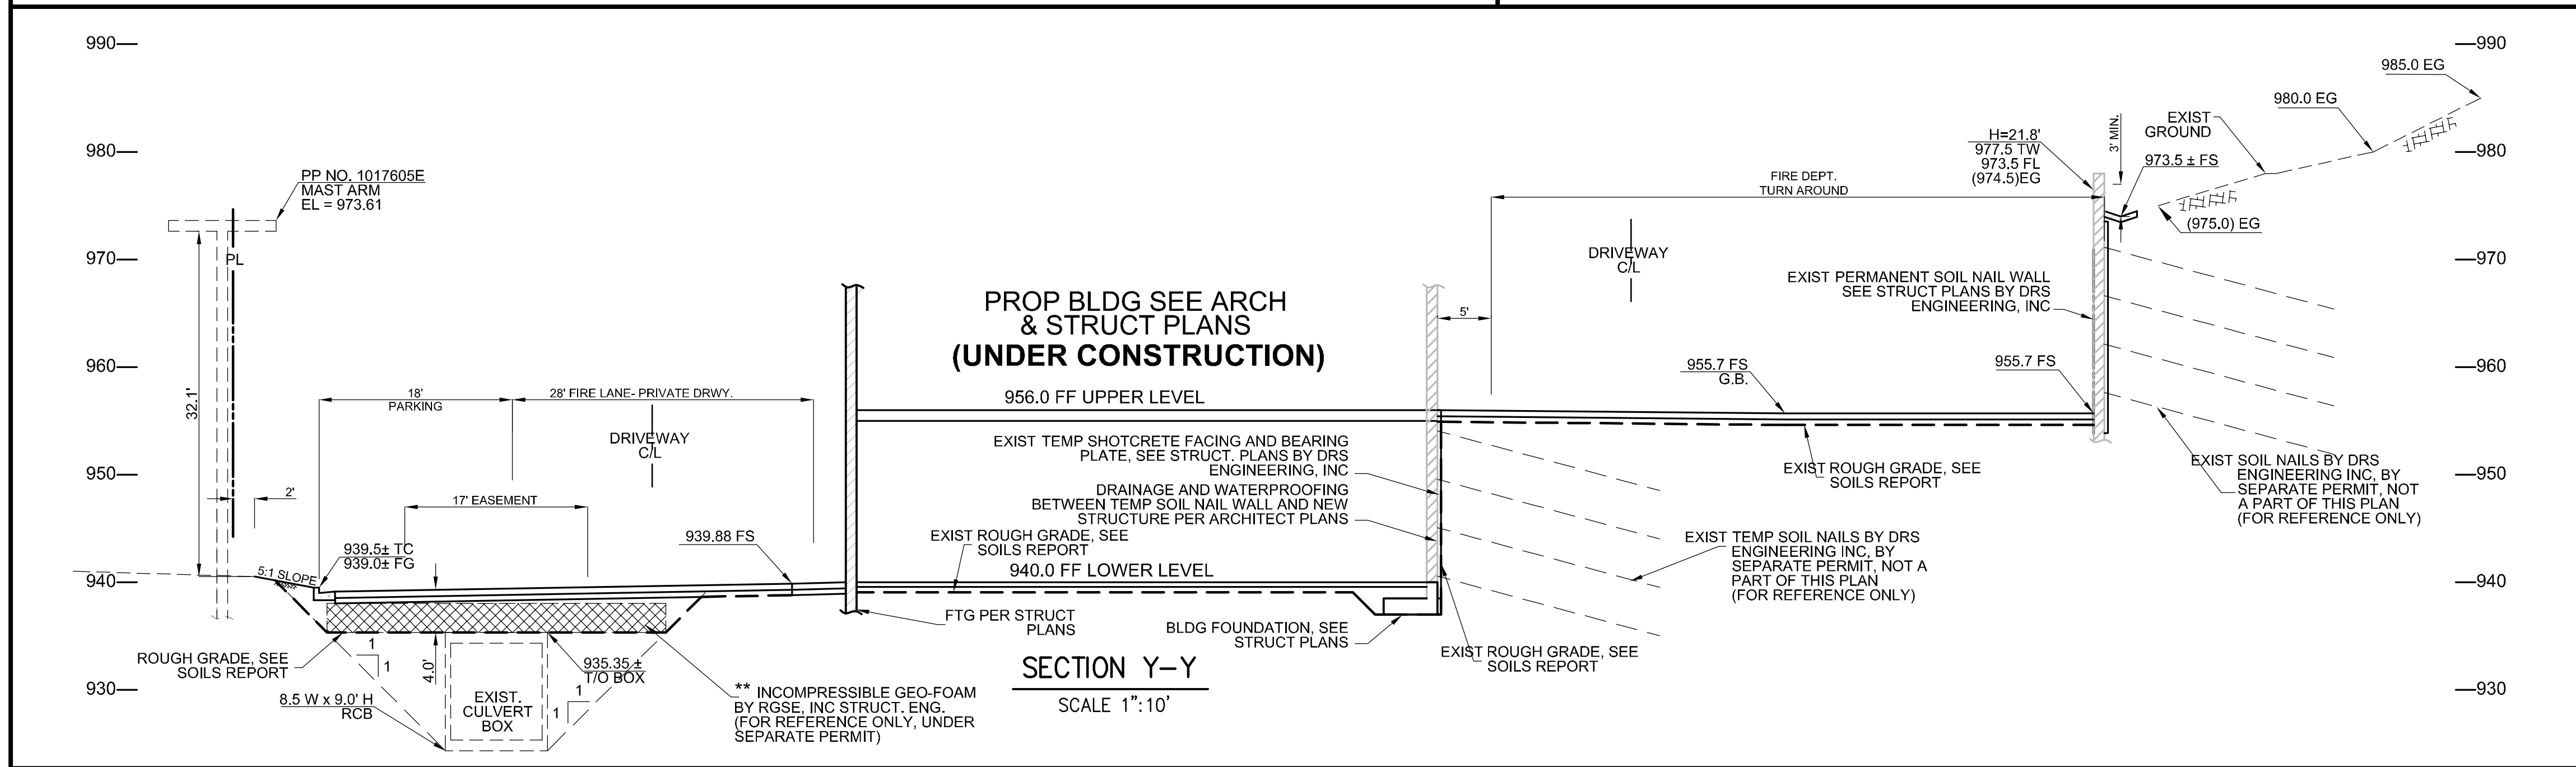 990
980
970
960
950
940
930
PP NO. 1017605E
MAST ARM
EL = 973.61
PL
32.1'
2'
18'
PARKING
28' FIRE LANE- PRIVATE DRWY.
DRIVEWAY
C/L
17' EASEMENT
939.5± TC
939.0± FG
5:1 SLOPE
939.88 FS
ROUGH GRADE, SEE
SOILS REPORT
1
1
4.0'
8.5 W x 9.0' H
RCB
EXIST.
CULVERT
BOX
935.35 ±
T/O BOX
1
1
** INCOMPRESSIBLE GEO-FOAM
BY RGSE, INC STRUCT. ENG.
(FOR REFERENCE ONLY, UNDER
SEPARATE PERMIT)
PROP BLDG SEE ARCH
& STRUCT PLANS
(UNDER CONSTRUCTION)
956.0 FF UPPER LEVEL
EXIST TEMP SHOTCRETE FACING AND BEARING
PLATE, SEE STRUCT. PLANS BY DRS
ENGINEERING, INC
DRAINAGE AND WATERPROOFING
BETWEEN TEMP SOIL NAIL WALL AND NEW
STRUCTURE PER ARCHITECT PLANS
EXIST ROUGH GRADE, SEE
SOILS REPORT
940.0 FF LOWER LEVEL
FTG PER STRUCT
PLANS
BLDG FOUNDATION, SEE
STRUCT PLANS
SECTION Y-Y
SCALE 1":10'
5'
FIRE DEPT.
TURN AROUND
DRIVEWAY
C/L
H=21.8'
977.5 TW
973.5 FL
(974.5)EG
EXIST PERMANENT SOIL NAIL WALL
SEE STRUCT PLANS BY DRS
ENGINEERING, INC
955.7 FS
G.B.
955.7 FS
EXIST ROUGH GRADE, SEE
SOILS REPORT
EXIST TEMP SOIL NAILS BY DRS
ENGINEERING INC, BY
SEPARATE PERMIT, NOT A
PART OF THIS PLAN
(FOR REFERENCE ONLY)
EXIST ROUGH GRADE, SEE
SOILS REPORT
3' MIN.
EXIST
GROUND
973.5 ± FS
(975.0) EG
980.0 EG
985.0 EG
EXIST SOIL NAILS BY DRS
ENGINEERING INC, BY
SEPARATE PERMIT, NOT
A PART OF THIS PLAN
(FOR REFERENCE ONLY)
990
980
970
960
950
940
930